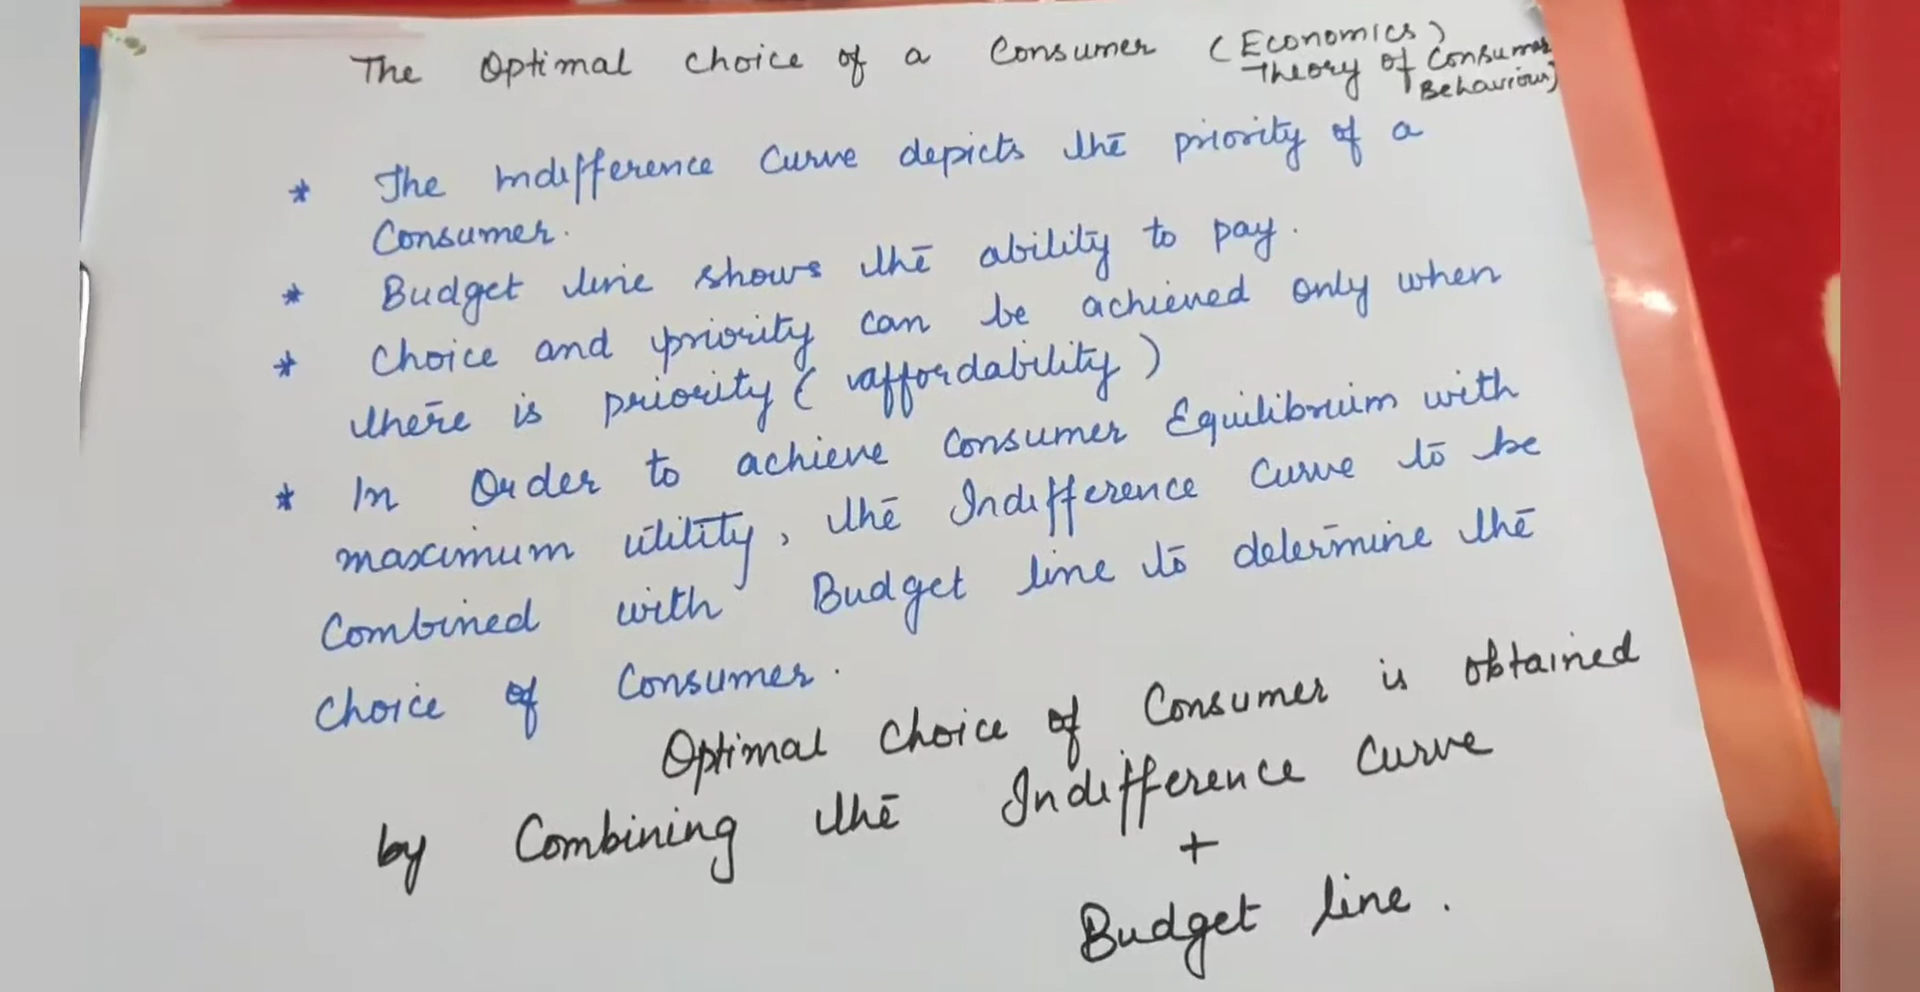 The Optimal choice of a Consumer (Economics)
Theory of Consumer
Behaviour)
* The Indifference Curve depicts the priority of a
Consumer.
* Budget line shows the ability to pay.
* Choice and priority can be achieved only when
there is priority (affordability)
* In Order to achieve Consumer Equilibrium with
maximum utility, the Indifference Curve to be
Combined with Budget line to determine the
choice of Consumer.
Optimal choice of Consumer is obtained
by Combining the Indifference Curve
+
Budget line.